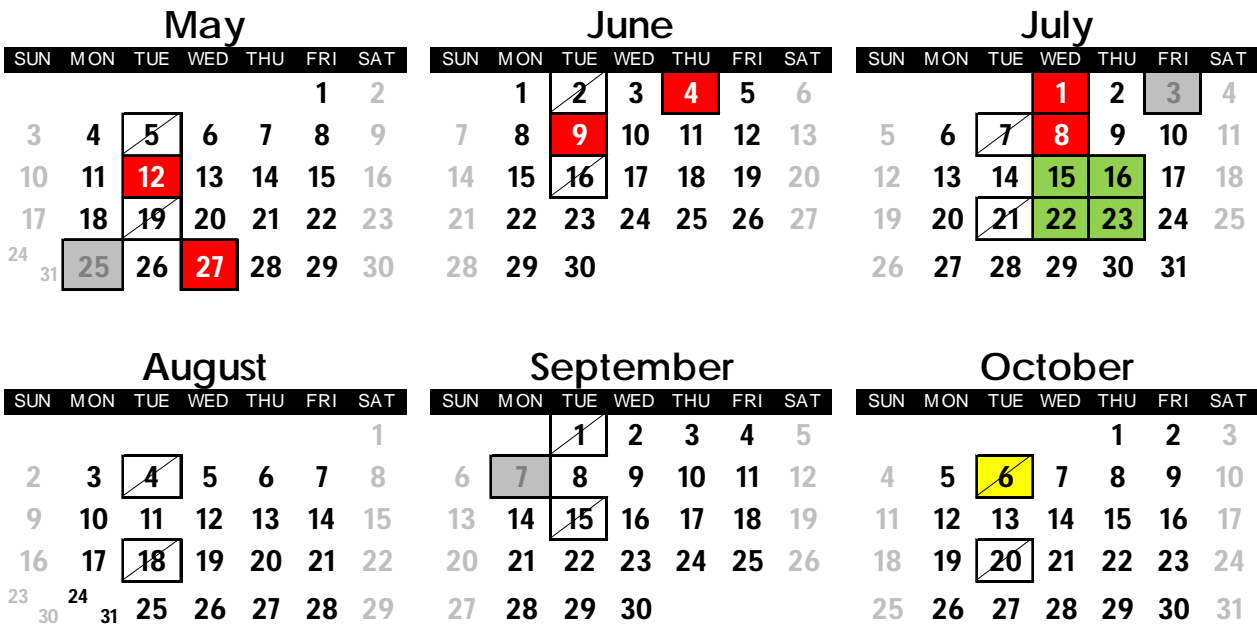 May June July
SUN MON TUE WED THU FRI SAT SUN MON TUE WED THU FRI SAT SUN MON TUE WED THU FRI SAT
1 2 1 2 3 4 5 6 1 2 3 4
3 4 5 6 7 8 9 7 8 9 10 11 12 13 5 6 7 8 9 10 11
10 11 12 13 14 15 16 14 15 16 17 18 19 20 12 13 14 15 16 17 18
17 18 19 20 21 22 23 21 22 23 24 25 26 27 19 20 21 22 23 24 25
24 31 25 26 27 28 29 30 28 29 30 26 27 28 29 30 31
August September October
SUN MON TUE WED THU FRI SAT SUN MON TUE WED THU FRI SAT SUN MON TUE WED THU FRI SAT
1 1 2 3 4 5 1 2 3
2 3 4 5 6 7 8 6 7 8 9 10 11 12 4 5 6 7 8 9 10
9 10 11 12 13 14 15 13 14 15 16 17 18 19 11 12 13 14 15 16 17
16 17 18 19 20 21 22 20 21 22 23 24 25 26 18 19 20 21 22 23 24
23 30 24 31 25 26 27 28 29 27 28 29 30 25 26 27 28 29 30 31